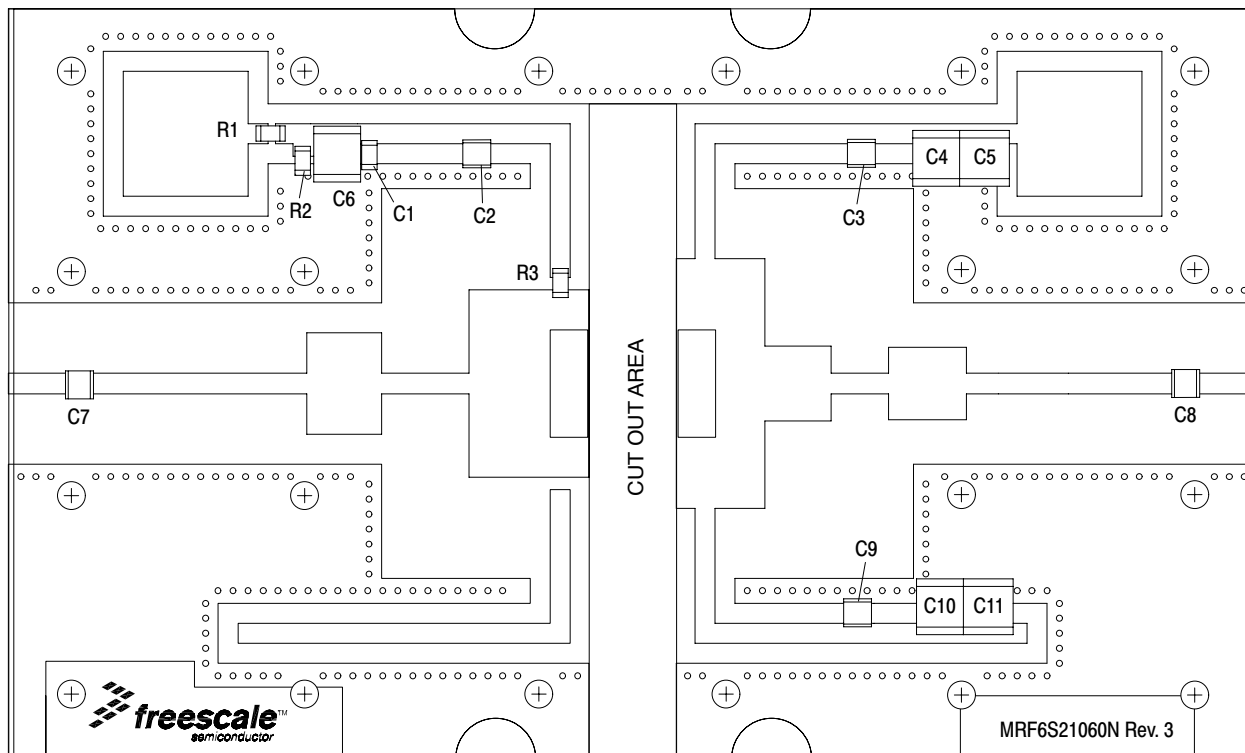 R1
R2
C6
C1
C2
C3
C4
C5
R3
CUT OUT AREA
C7
C8
C9
C10
C11
freescale™
semiconductor
MRF6S21060N Rev. 3